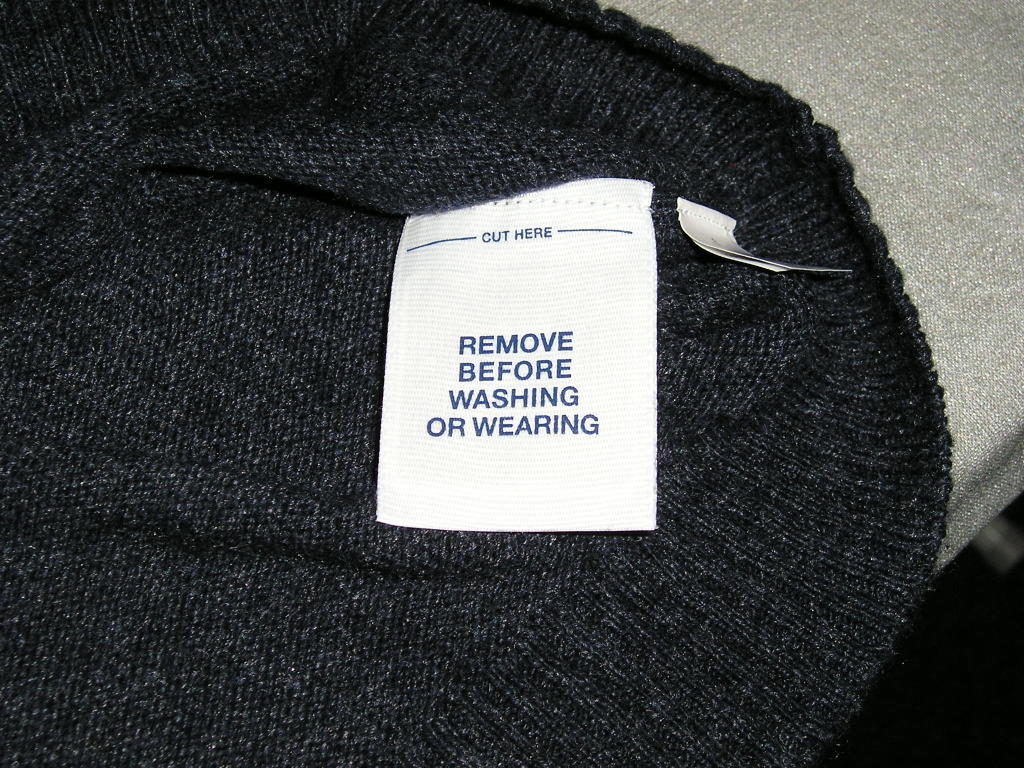 CUT HERE
REMOVE
BEFORE
WASHING
OR WEARING